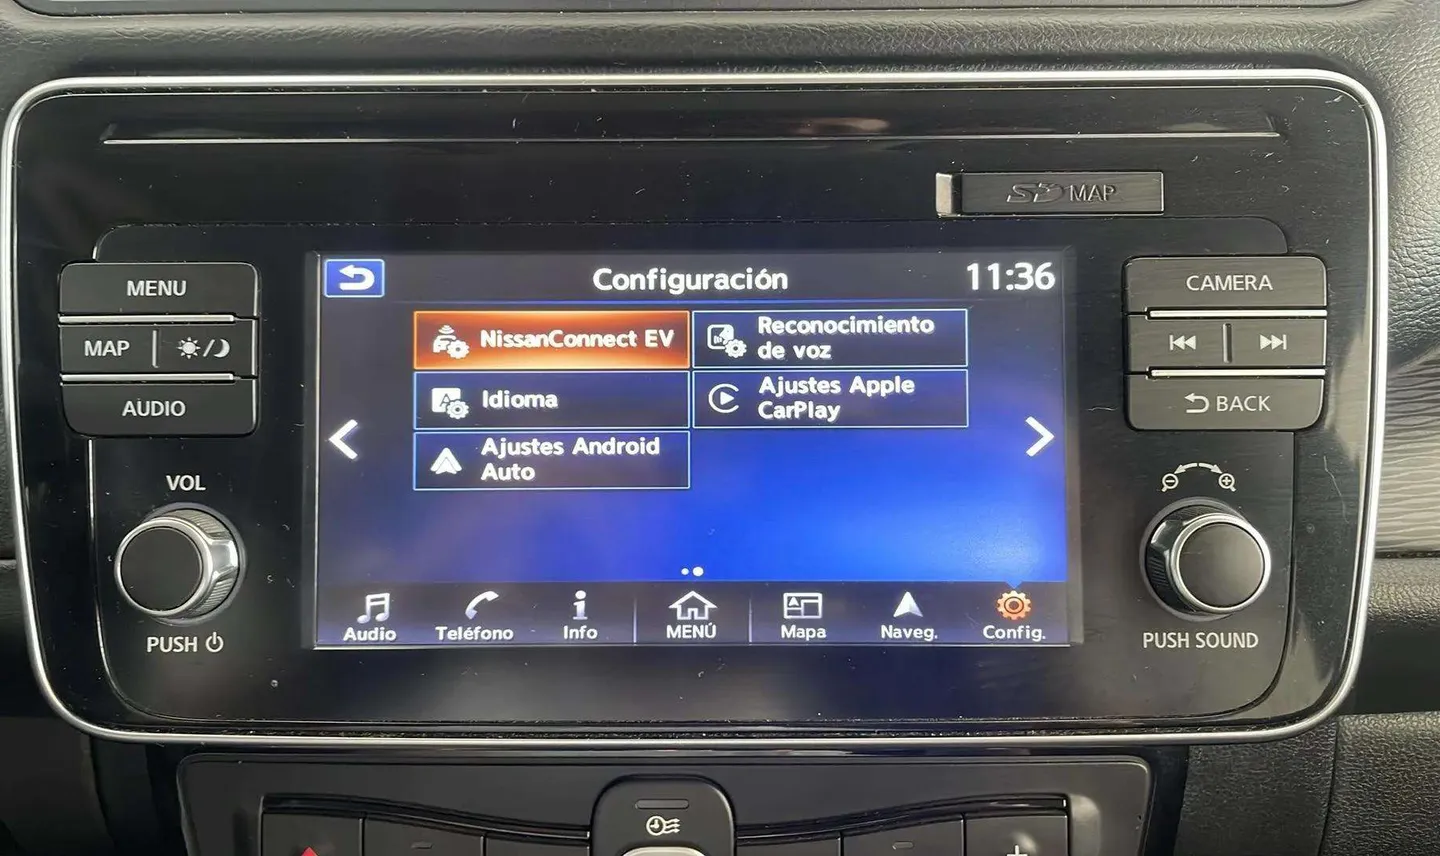 SD MAP
MENU
MAP
AUDIO
VOL
PUSH
Configuración
11:36
NissanConnect EV
Reconocimiento
de voz
Idioma
Ajustes Apple
CarPlay
Ajustes Android
Auto
Audio
Teléfono
Info
MENÚ
Mapa
Naveg.
Config.
CAMERA
BACK
PUSH SOUND